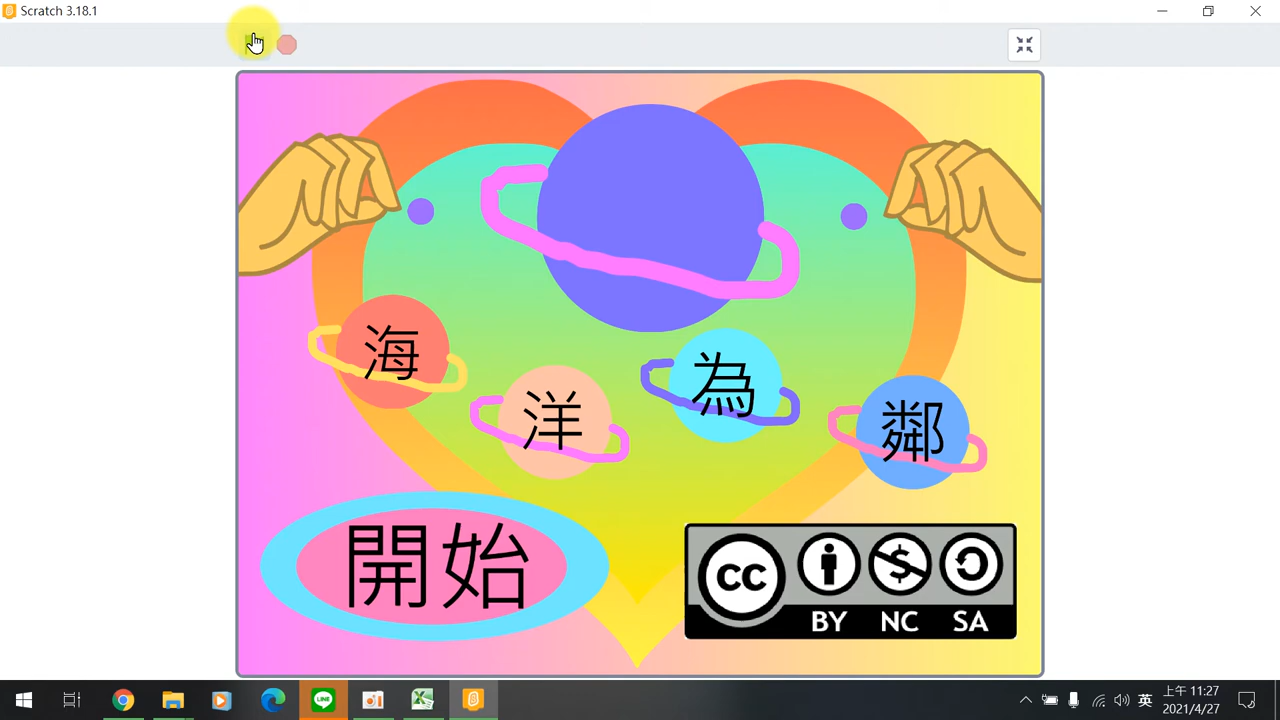 Scratch 3.18.1
海
洋
為
鄰
開始
CC
BY NC SA
英
上午 11:27
2021/4/27
LINE